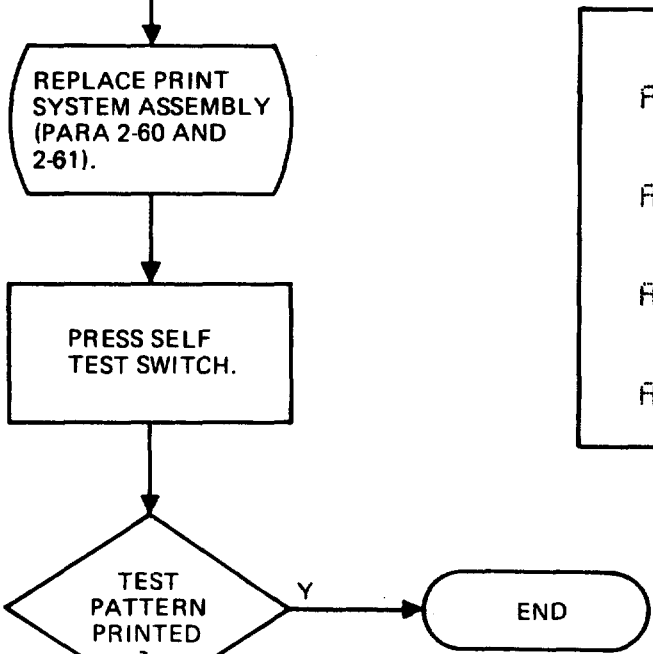 REPLACE PRINT
SYSTEM ASSEMBLY
(PARA 2-60 AND
2-61).
PRESS SELF
TEST SWITCH.
TEST
PATTERN
PRINTED
Y
END